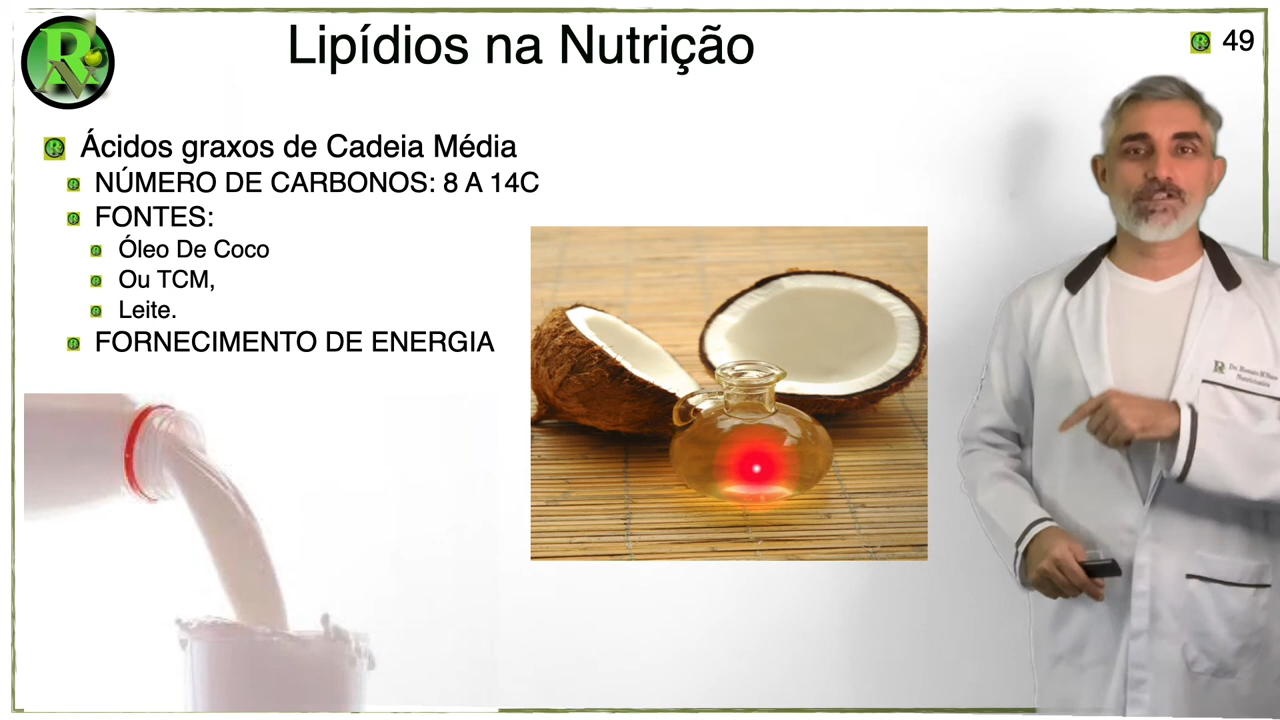 Lipídios na Nutrição
49
Ácidos graxos de Cadeia Média
NÚMERO DE CARBONOS: 8 A 14C
FONTES:
Óleo De Coco
Ou TCM,
Leite.
FORNECIMENTO DE ENERGIA
Nutricionista